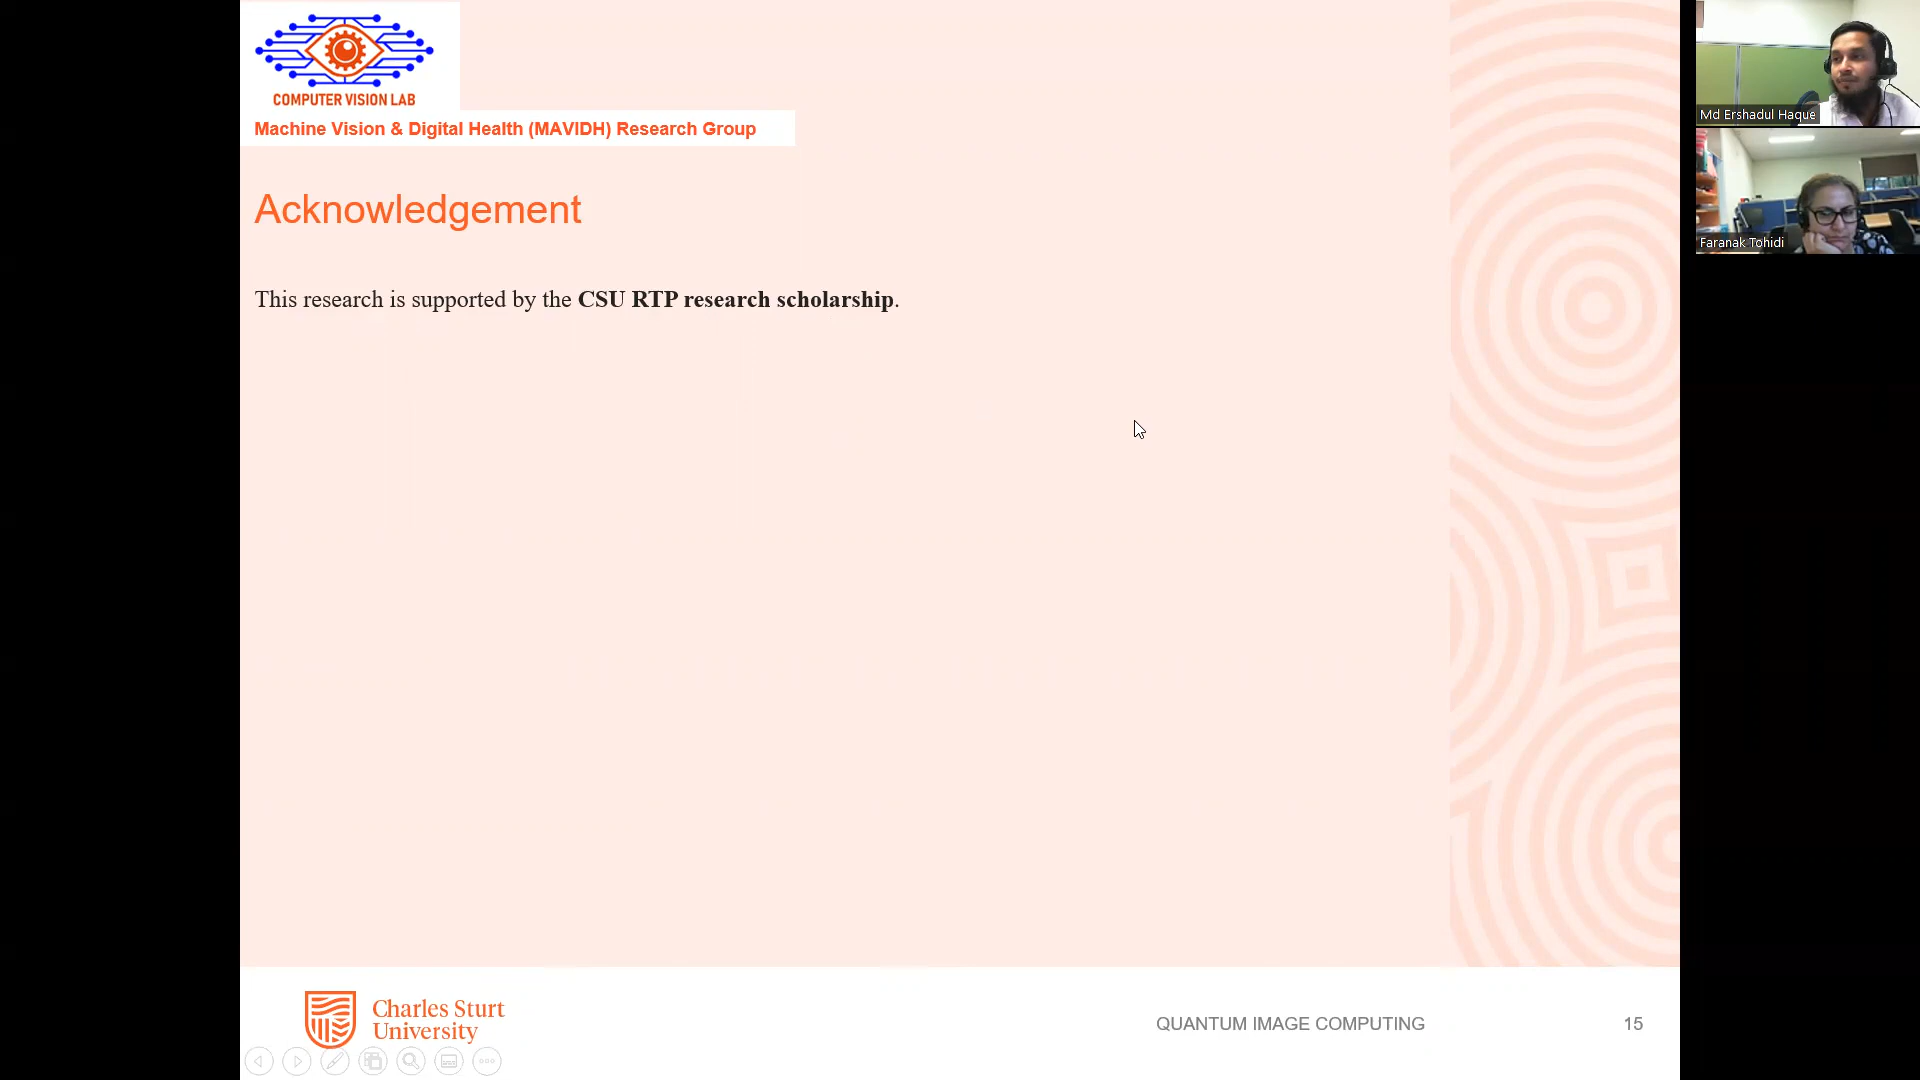 COMPUTER VISION LAB
Machine Vision & Digital Health (MAVIDH) Research Group
Acknowledgement
This research is supported by the CSU RTP research scholarship.
Charles Sturt
University
QUANTUM IMAGE COMPUTING
15
Md Ershadul Haque
Faranak Tohidi